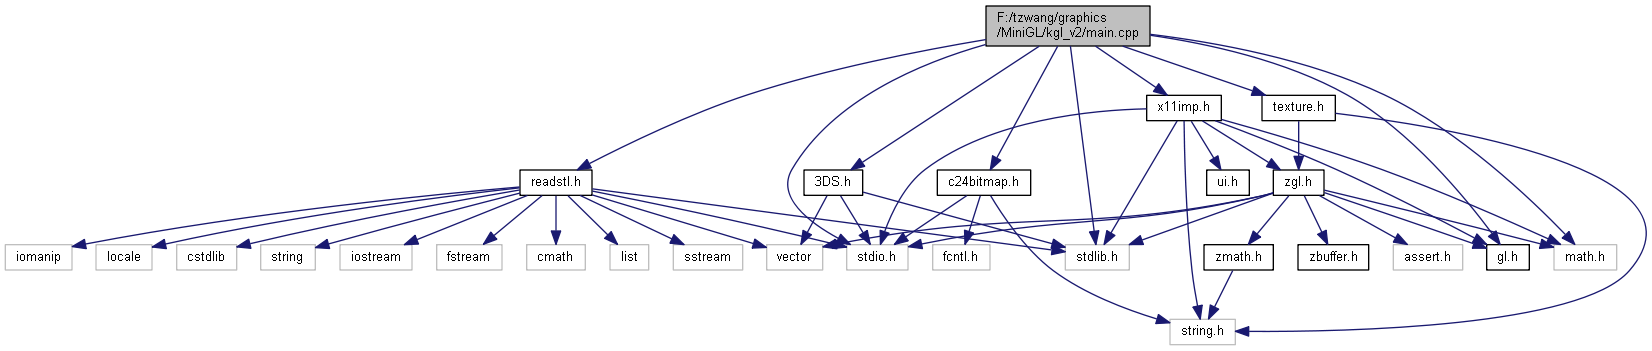 F:/tzwang/graphics
/MiniGL/kgl_v2/main.cpp
x11imp.h
texture.h
readstl.h
3DS.h
c24bitmap.h
ui.h
zgl.h
iomanip
locale
cstdlib
string
iostream
fstream
cmath
list
sstream
vector
stdio.h
fcntl.h
stdlib.h
zmath.h
zbuffer.h
assert.h
gl.h
math.h
string.h